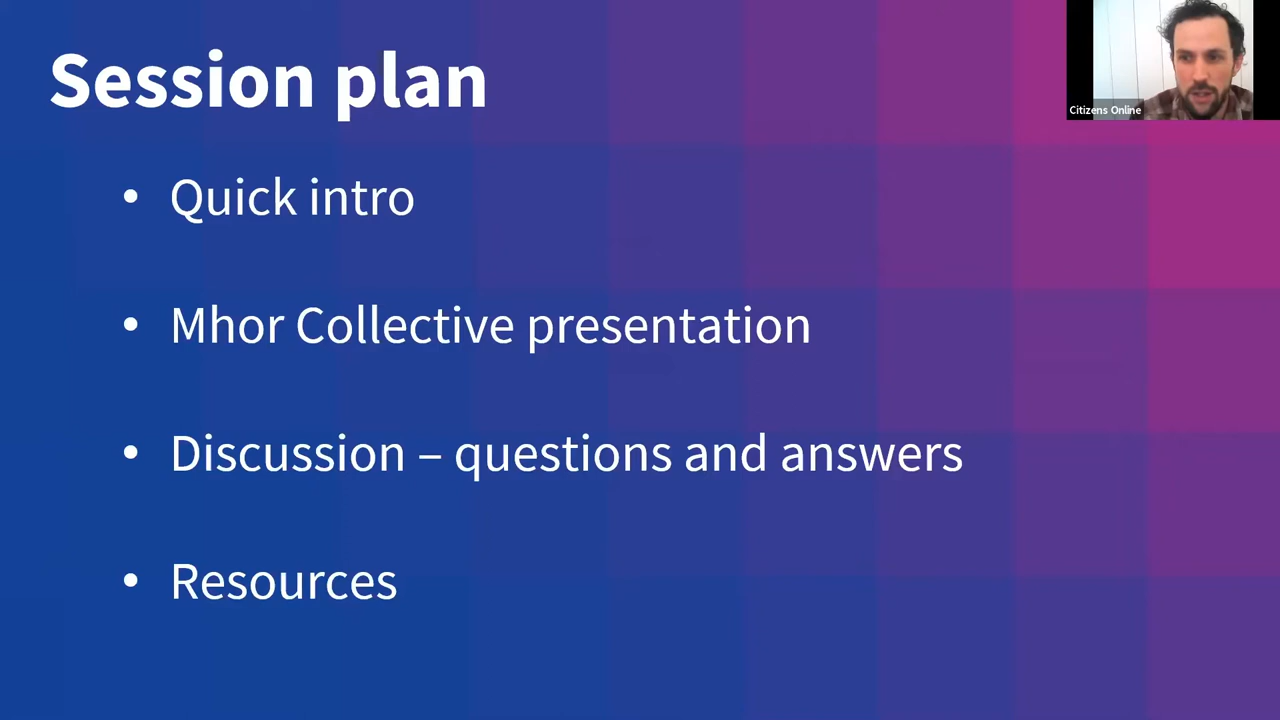 Session plan
Citizens Online
• Quick intro
• Mhor Collective presentation
• Discussion – questions and answers
• Resources